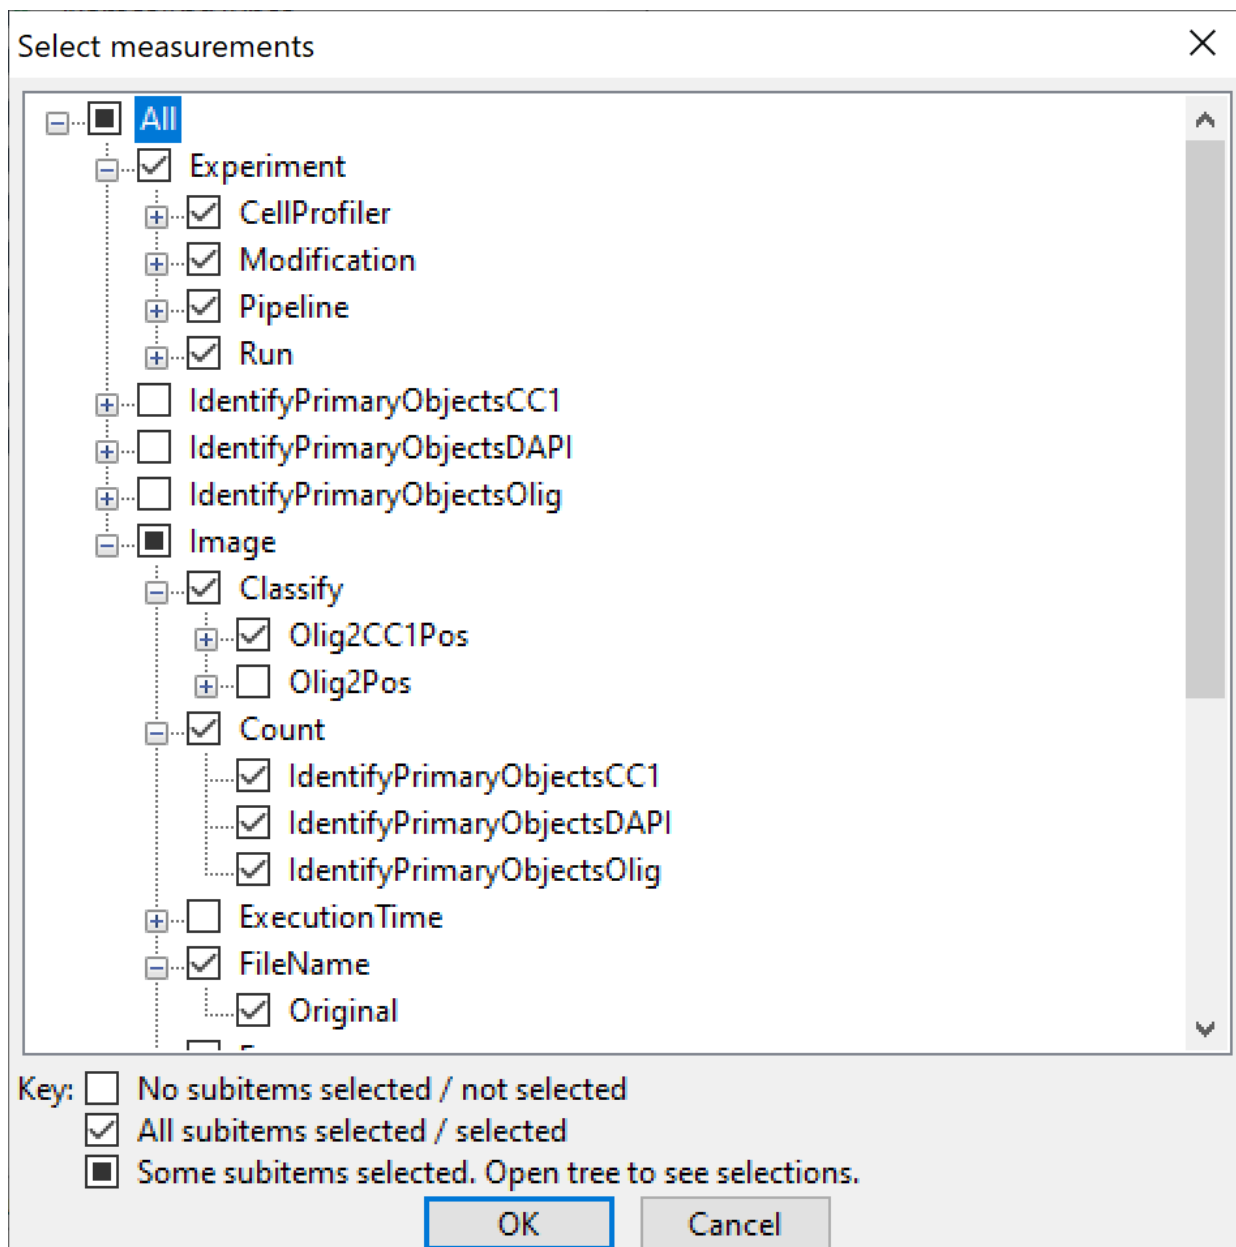 Select measurements
All
Experiment
CellProfiler
Modification
Pipeline
Run
IdentifyPrimaryObjectsCC1
IdentifyPrimaryObjectsDAPI
IdentifyPrimaryObjectsOlig
Image
Classify
Olig2CC1Pos
Olig2Pos
Count
IdentifyPrimaryObjectsCC1
IdentifyPrimaryObjectsDAPI
IdentifyPrimaryObjectsOlig
ExecutionTime
FileName
Original
Key: No subitems selected / not selected
All subitems selected / selected
Some subitems selected. Open tree to see selections.
OK Cancel